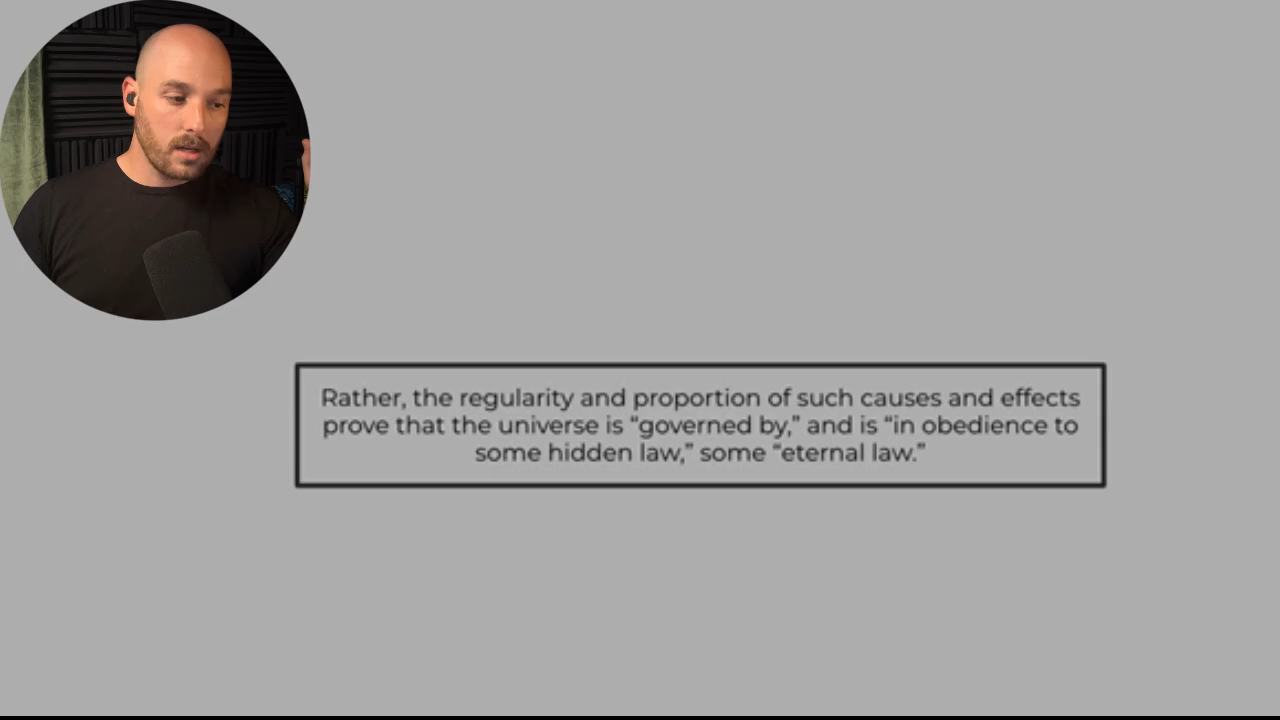 Rather, the regularity and proportion of such causes and effects
prove that the universe is “governed by,” and is “in obedience to
some hidden law,” some “eternal law.”